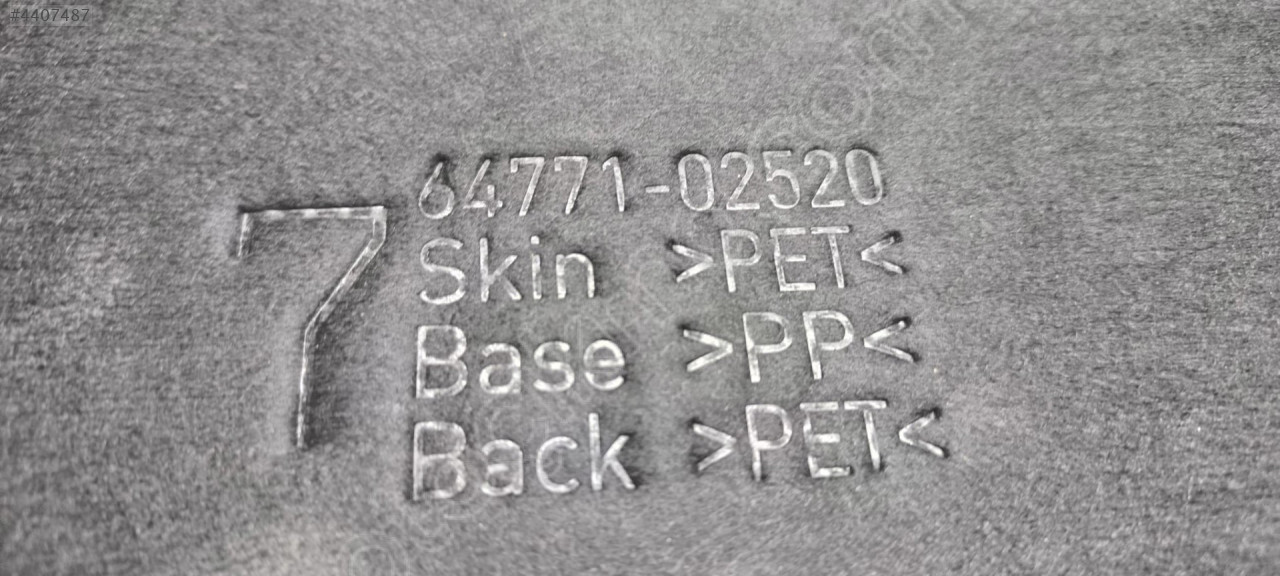 #4407487
64771-02520
7
Skin >PET<
Base >PP<
Back >PET<